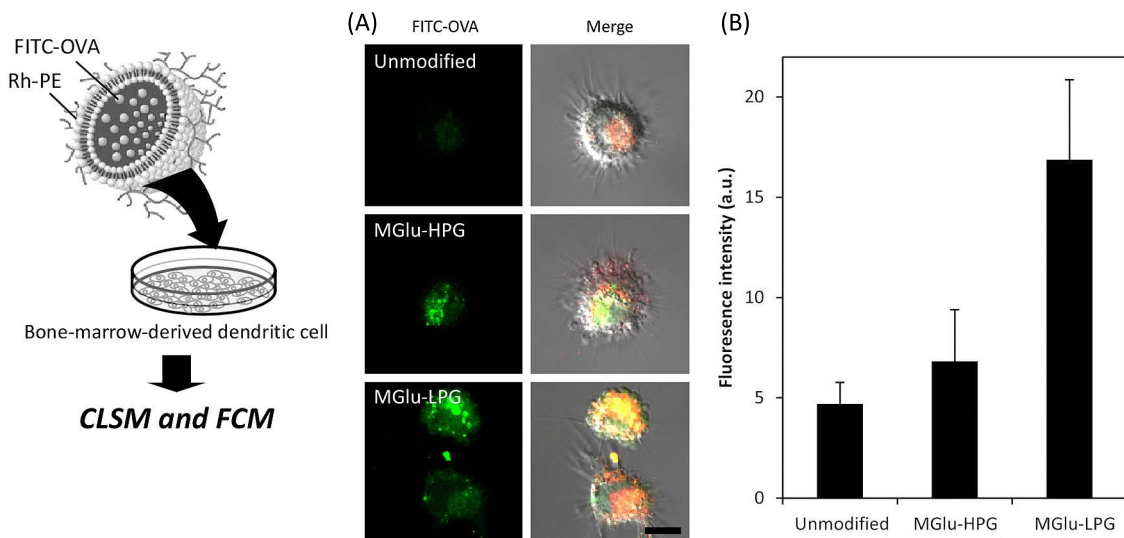 FITC-OVA
Rh-PE
Bone-marrow-derived dendritic cell
CLSM and FCM
(A)
FITC-OVA
Merge
Unmodified
MGlu-HPG
MGlu-LPG
(B)
Fluoresence intensity (a.u.)
20
15
10
5
0
Unmodified
MGlu-HPG
MGlu-LPG